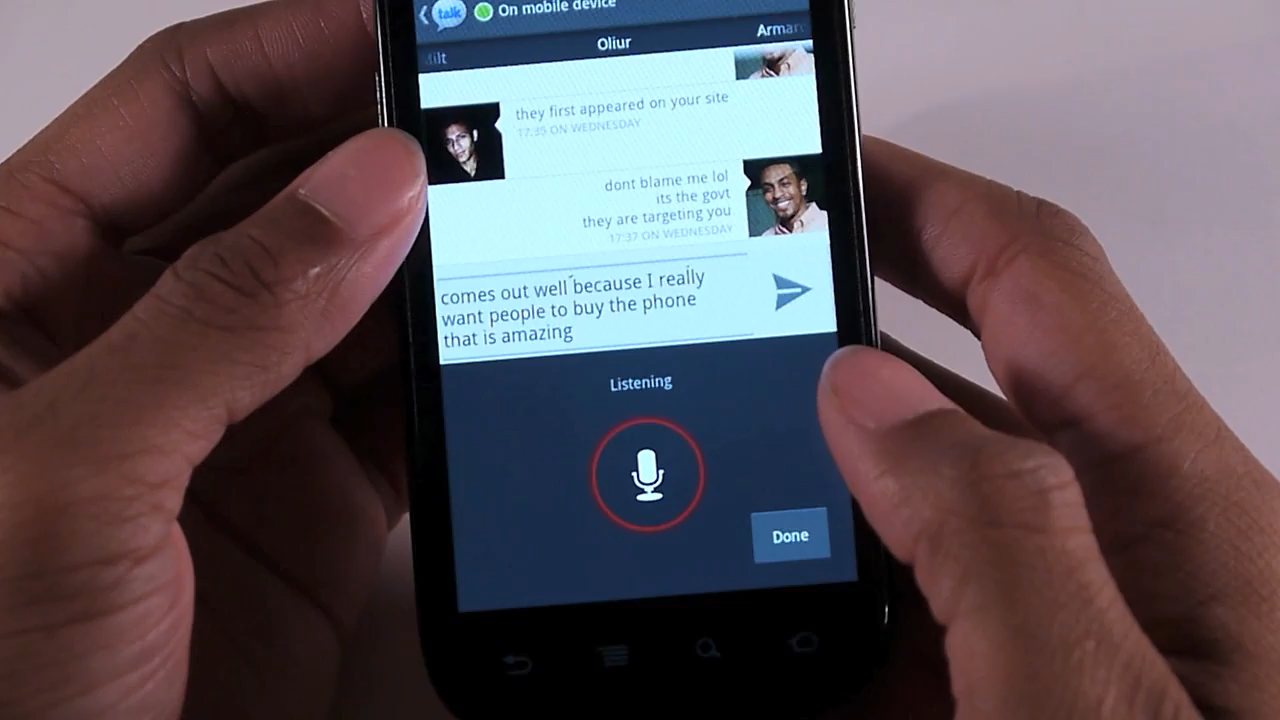 talk
On mobile device
Oliur
they first appeared on your site
17:35 ON WEDNESDAY
dont blame me lol
its the govt
they are targeting you
17:37 ON WEDNESDAY
comes out well because I really
want people to buy the phone
that is amazing
Listening
Done